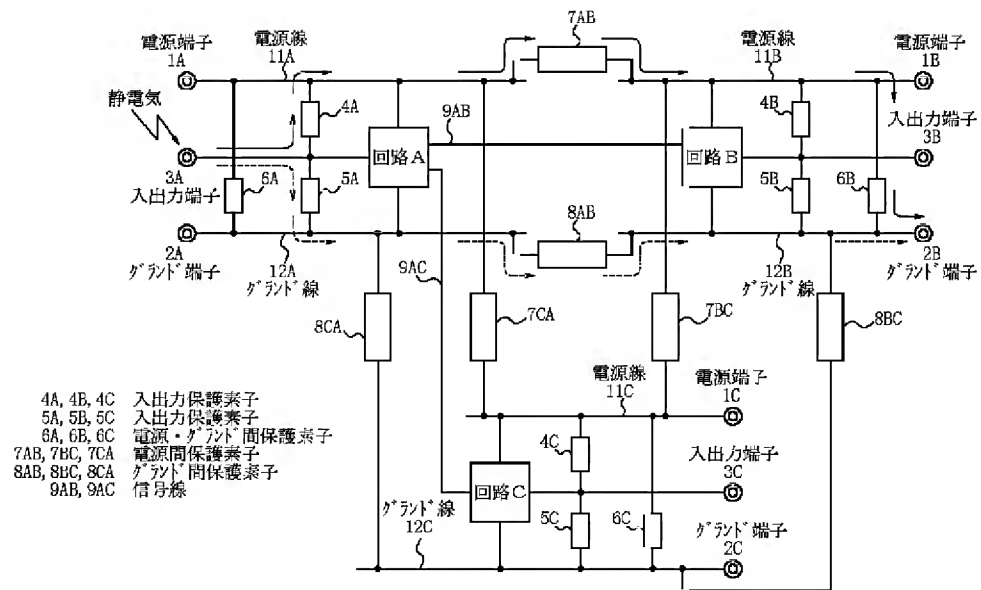 7AB
電源端子
1A
電源線
11A
電源線
11B
電源端子
1B
静電気
4A
9AB
4B
入出力端子
3B
回路A
回路B
3A
入出力端子
6A
5A
5B
6B
8AB
2A
グランド端子
12A
グランド線
9AC
12B
グランド線
2B
グランド端子
8CA
7CA
7BC
8BC
電源線
11C
電源端子
1C
4A, 4B, 4C 入出力保護素子
5A, 5B, 5C 入出力保護素子
6A, 6B, 6C 電源・グランド間保護素子
7AB, 7BC, 7CA 電源間保護素子
8AB, 8BC, 8CA グランド間保護素子
9AB, 9AC 信号線
4C
入出力端子
3C
回路C
グランド線
12C
5C
6C
グランド端子
2C